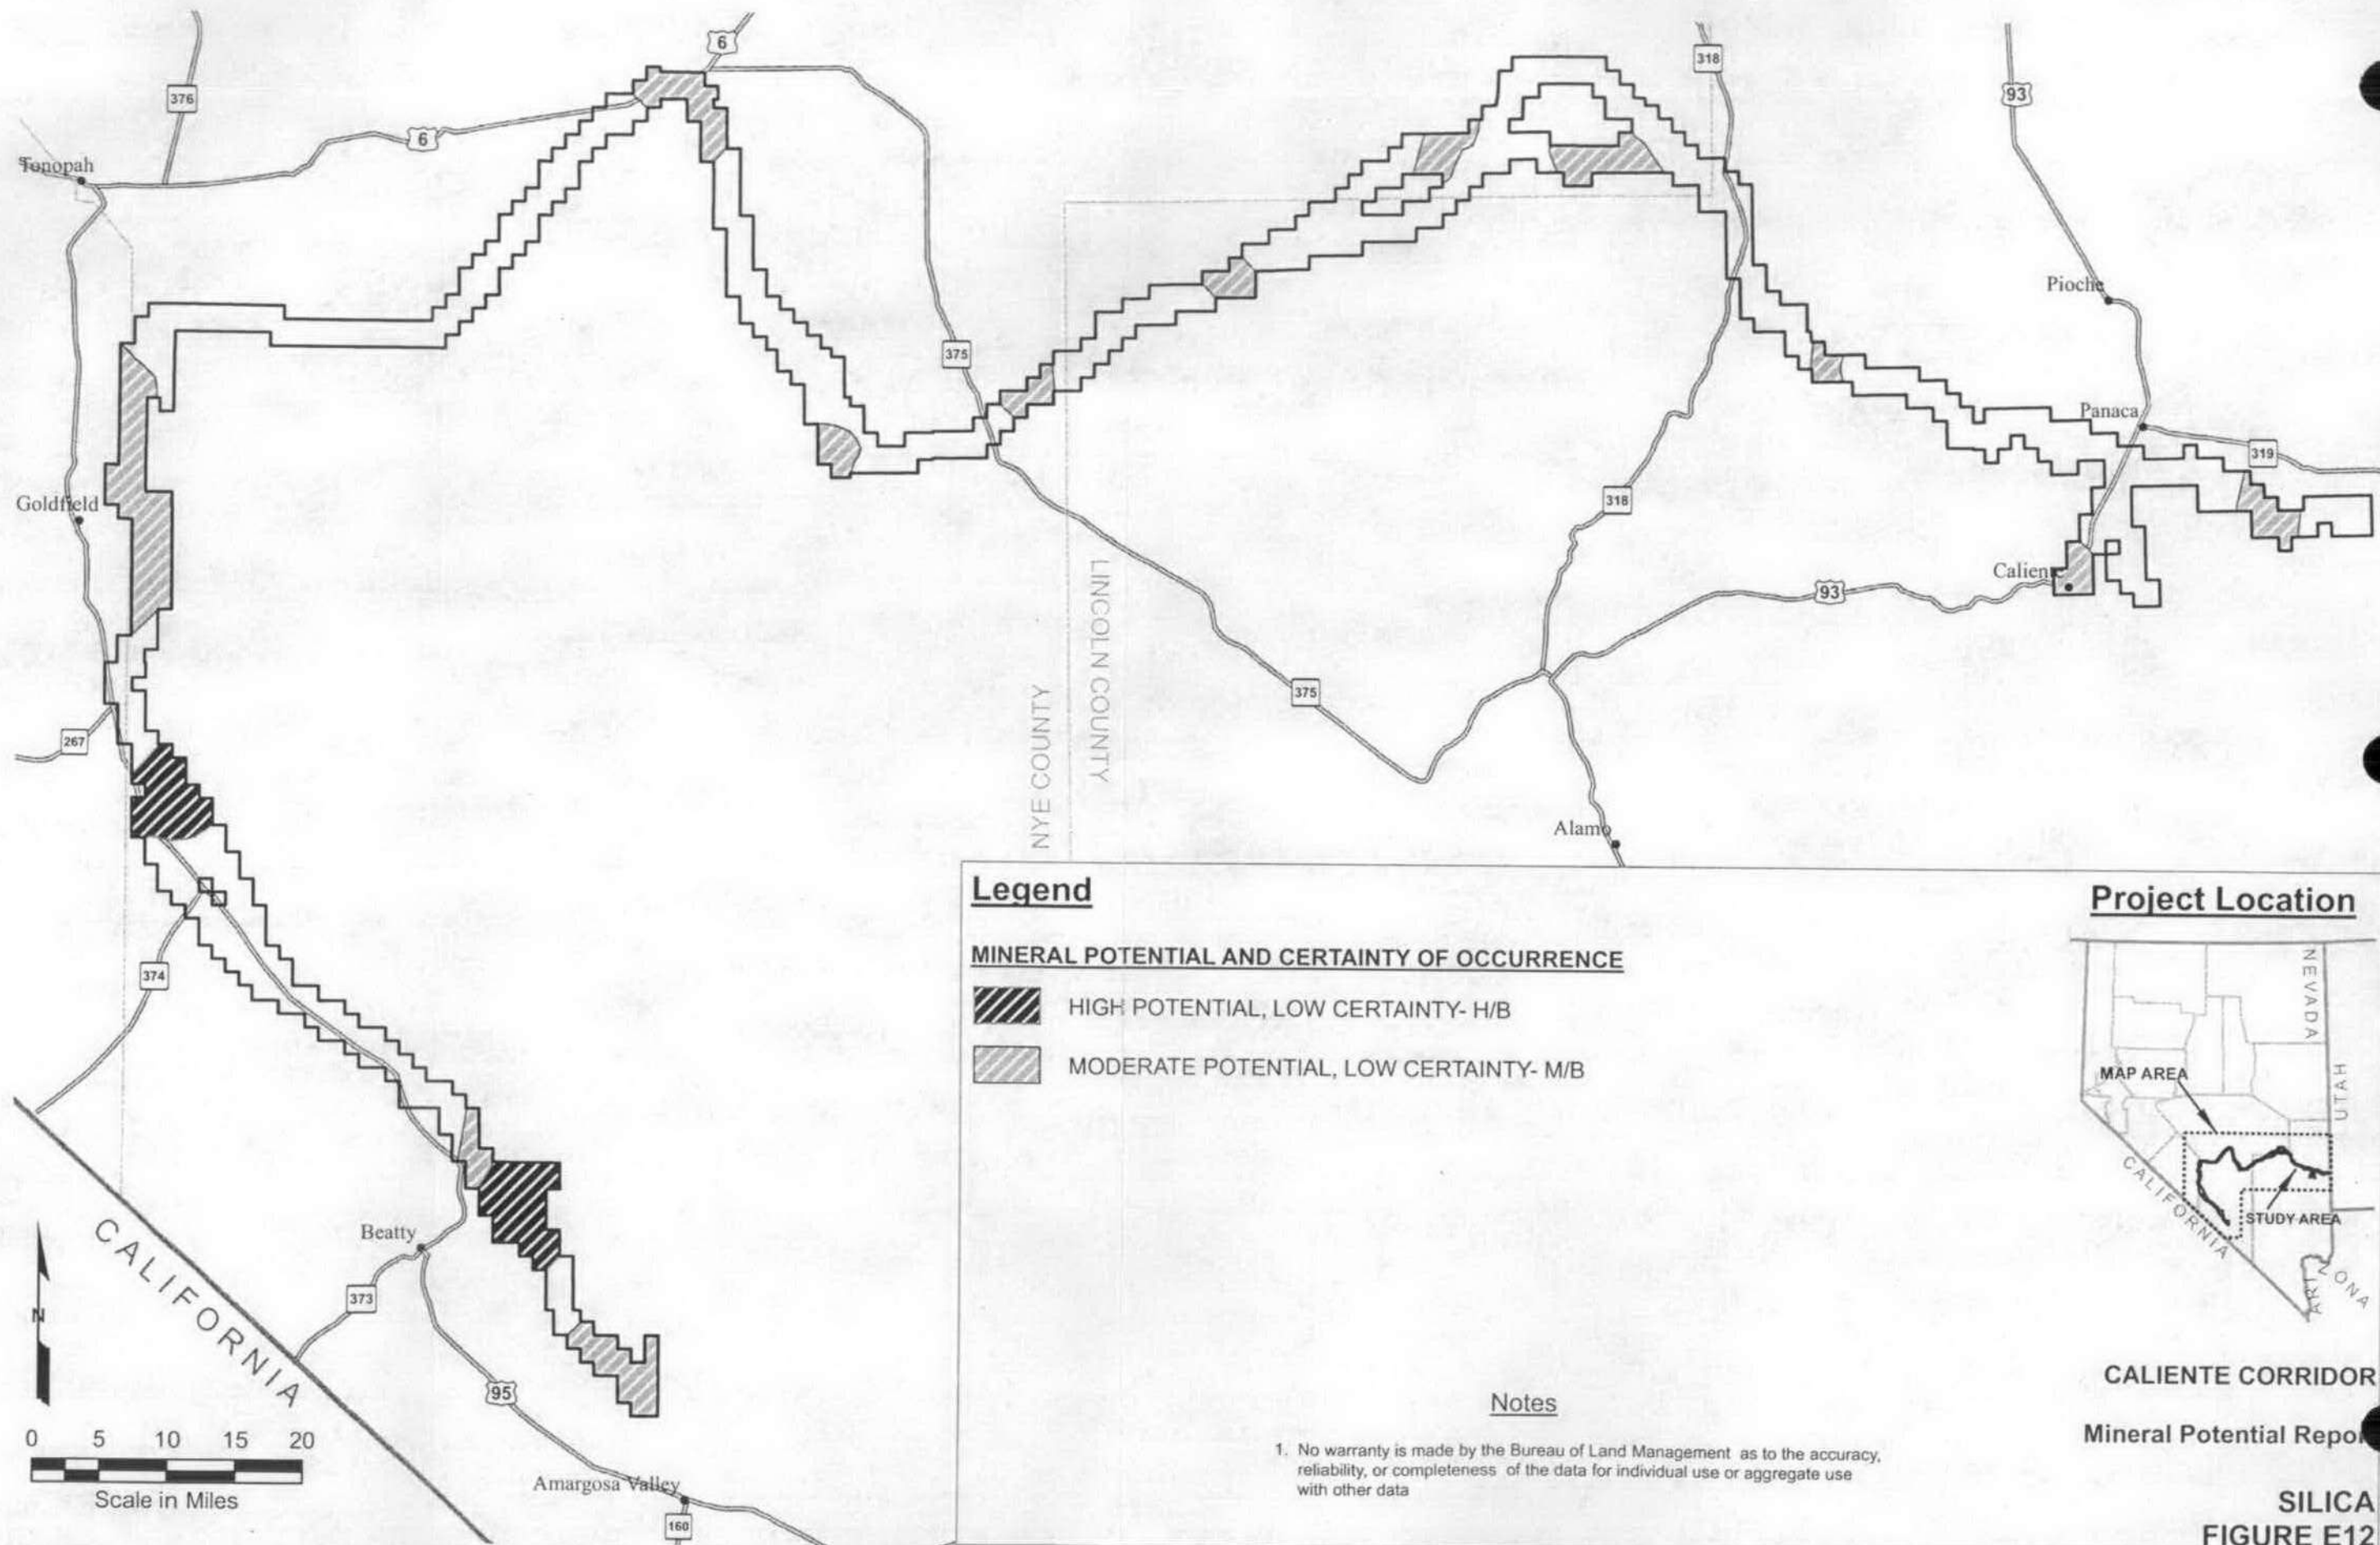 6
318
93
376
6
Tonopah
Pioche
375
Panaca
319
Goldfield
318
Caliente
93
LINCOLN COUNTY
NYE COUNTY
375
267
Alamo
374
Beatty
373
CALIFORNIA
95
Amargosa Valley
160
N
0 5 10 15 20
Scale in Miles
Legend
MINERAL POTENTIAL AND CERTAINTY OF OCCURRENCE
HIGH POTENTIAL, LOW CERTAINTY- H/B
MODERATE POTENTIAL, LOW CERTAINTY- M/B
Notes
1. No warranty is made by the Bureau of Land Management as to the accuracy,
reliability, or completeness of the data for individual use or aggregate use
with other data
Project Location
NEVADA
UTAH
MAP AREA
CALIFORNIA
STUDY AREA
ARIZONA
CALIENTE CORRIDOR
Mineral Potential Repor
SILICA
FIGURE E12